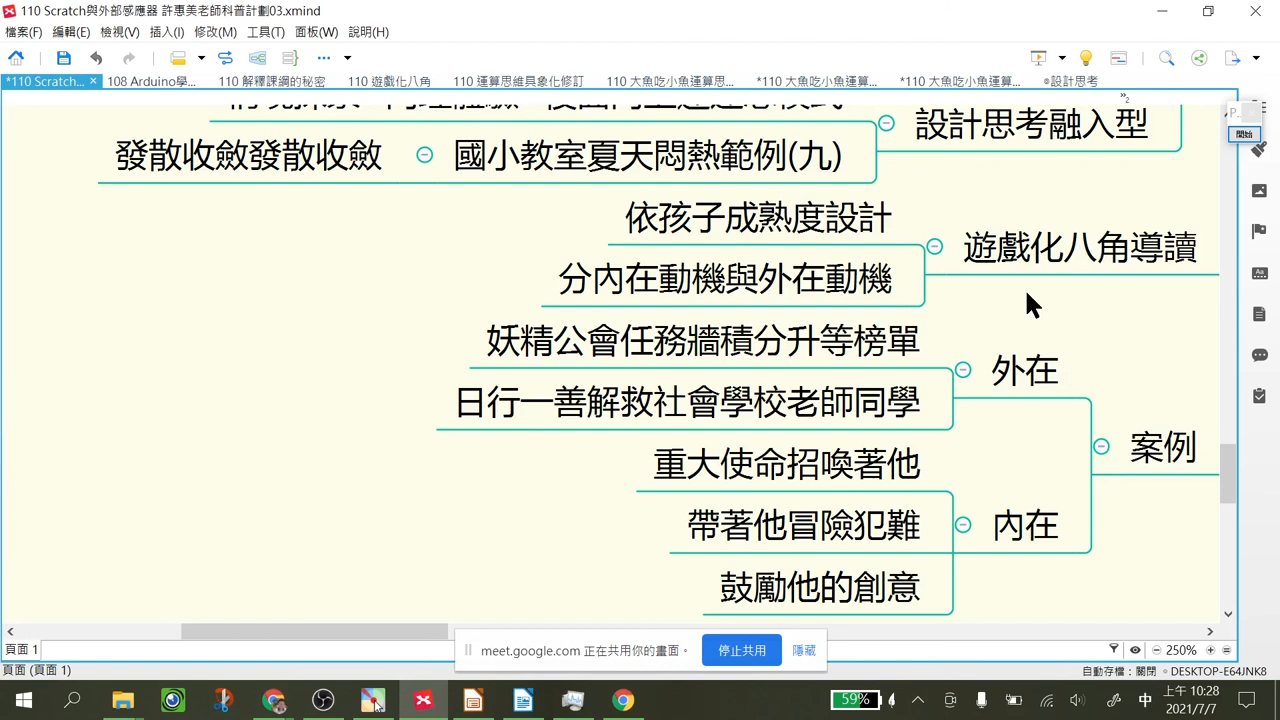 110 Scratch與外部感應器 許惠美老師科普計劃03.xmind
檔案(F) 編輯(E) 檢視(V) 插入(I) 修改(M) 工具(T) 面板(W) 說明(H)
*110 Scratch... 108 Arduino學... 110 解釋課綱的秘密 110 遊戲化八角 110 運算思維具象化修訂 110 大魚吃小魚運算思... *110 大魚吃小魚運算... *110 大魚吃小魚運算... 設計思考
設計思考融入型
發散收斂發散收斂 國小教室夏天悶熱範例(九)
依孩子成熟度設計
遊戲化八角導讀
分內在動機與外在動機
妖精公會任務牆積分升等榜單
外在
日行一善解救社會學校老師同學
案例
重大使命招喚著他
帶著他冒險犯難
內在
鼓勵他的創意
開始
meet.google.com 正在共用你的畫面。 停止共用 隱藏
頁面 1
250%
頁面 (頁面 1)
自動存檔：關閉
DESKTOP-E64JNK8
59%
中
上午 10:28
2021/7/7